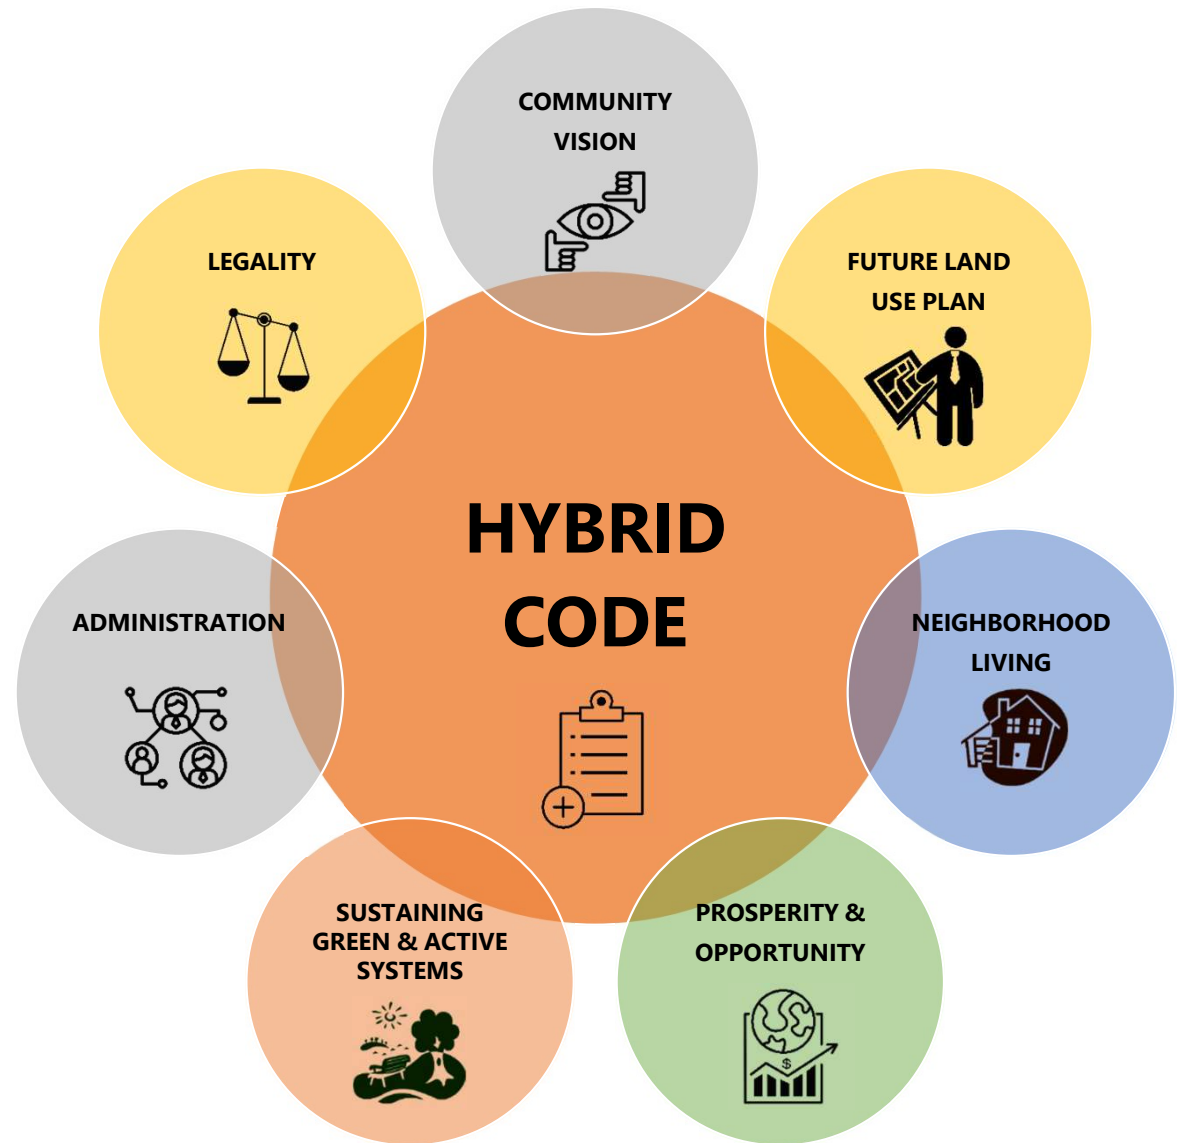 COMMUNITY
VISION
LEGALITY
FUTURE LAND
USE PLAN
HYBRID
CODE
ADMINISTRATION
NEIGHBORHOOD
LIVING
SUSTAINING
GREEN & ACTIVE
SYSTEMS
PROSPERITY &
OPPORTUNITY
$